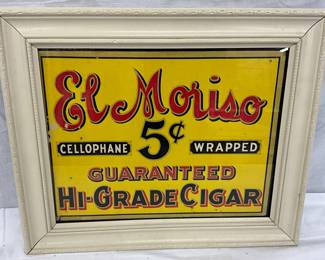 El Moriso
5¢
CELLOPHANE WRAPPED
GUARANTEED
HI-GRADE CIGAR